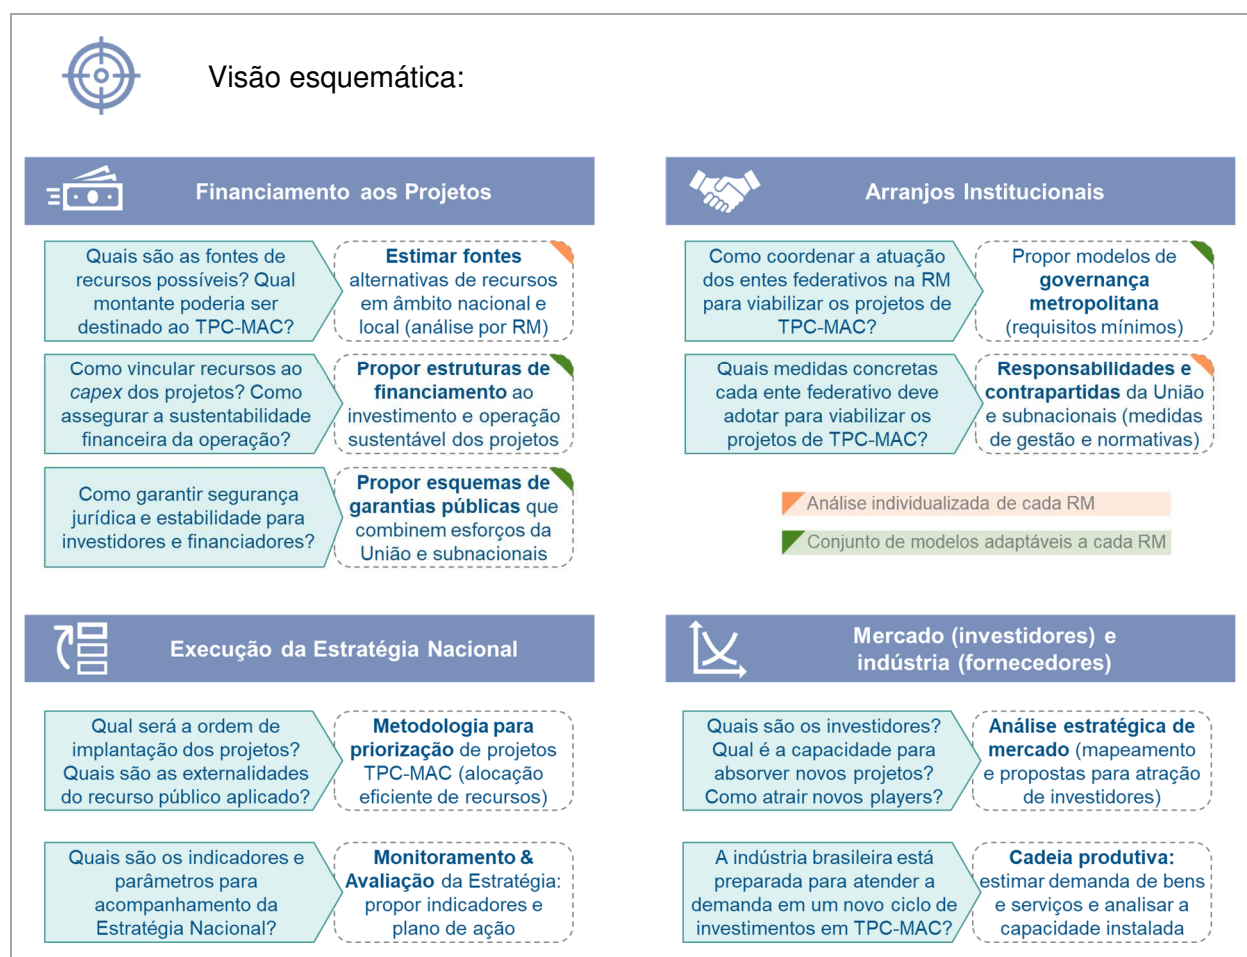 Visão esquemática:
Financiamento aos Projetos
Quais são as fontes de
recursos possíveis? Qual
montante poderia ser
destinado ao TPC-MAC?
Estimar fontes
alternativas de recursos
em âmbito nacional e
local (análise por RM)
Como vincular recursos ao
capex dos projetos? Como
assegurar a sustentabilidade
financeira da operação?
Propor estruturas de
financiamento ao
investimento e operação
sustentável dos projetos
Como garantir segurança
jurídica e estabilidade para
investidores e financiadores?
Propor esquemas de
garantias públicas que
combinem esforços da
União e subnacionais
Arranjos Institucionais
Como coordenar a atuação
dos entes federativos na RM
para viabilizar os projetos de
TPC-MAC?
Propor modelos de
governança
metropolitana
(requisitos mínimos)
Quais medidas concretas
cada ente federativo deve
adotar para viabilizar os
projetos de TPC-MAC?
Responsabilidades e
contrapartidas da União
e subnacionais (medidas
de gestão e normativas)
Análise individualizada de cada RM
Conjunto de modelos adaptáveis a cada RM
Execução da Estratégia Nacional
Qual será a ordem de
implantação dos projetos?
Quais são as externalidades
do recurso público aplicado?
Metodologia para
priorização de projetos
TPC-MAC (alocação
eficiente de recursos)
Quais são os indicadores e
parâmetros para
acompanhamento da
Estratégia Nacional?
Monitoramento &
Avaliação da Estratégia:
propor indicadores e
plano de ação
Mercado (investidores) e
indústria (fornecedores)
Quais são os investidores?
Qual é a capacidade para
absorver novos projetos?
Como atrair novos players?
Análise estratégica de
mercado (mapeamento
e propostas para atração
de investidores)
A indústria brasileira está
preparada para atender a
demanda em um novo ciclo de
investimentos em TPC-MAC?
Cadeia produtiva:
estimar demanda de bens
e serviços e analisar a
capacidade instalada